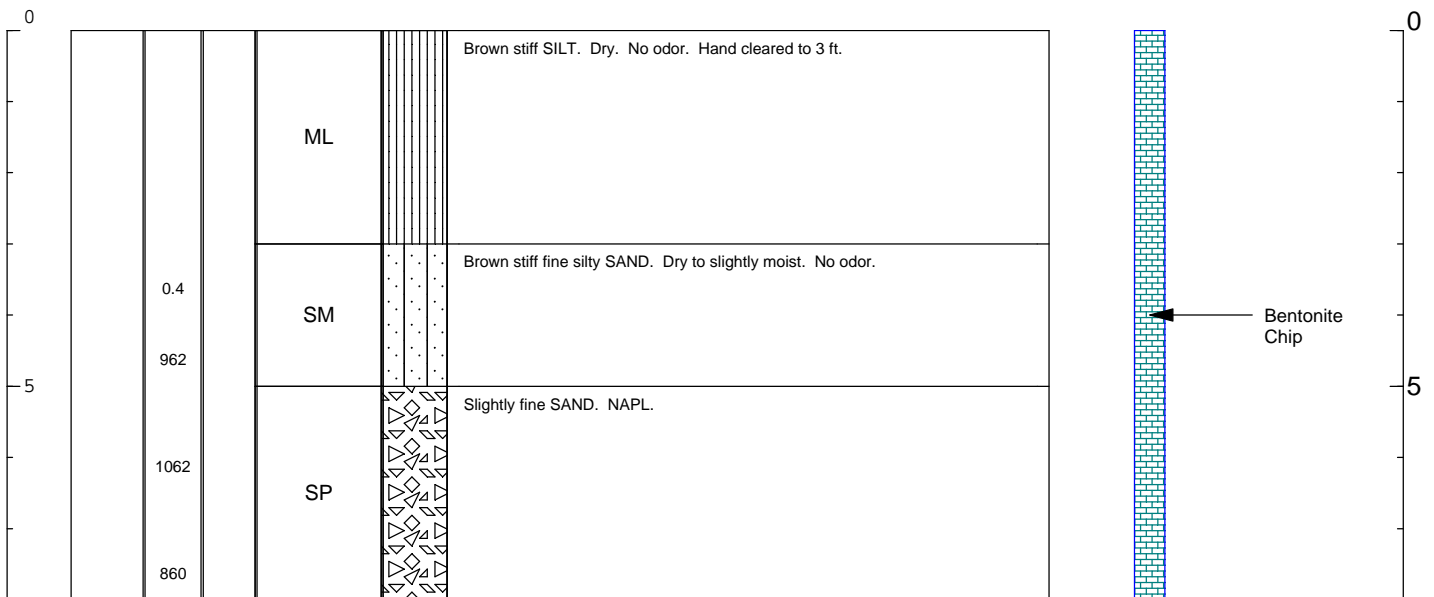 0
0
Brown stiff SILT. Dry. No odor. Hand cleared to 3 ft.
ML
Brown stiff fine silty SAND. Dry to slightly moist. No odor.
0.4
SM
Bentonite
Chip
962
5
5
Slightly fine SAND. NAPL.
1062
SP
860